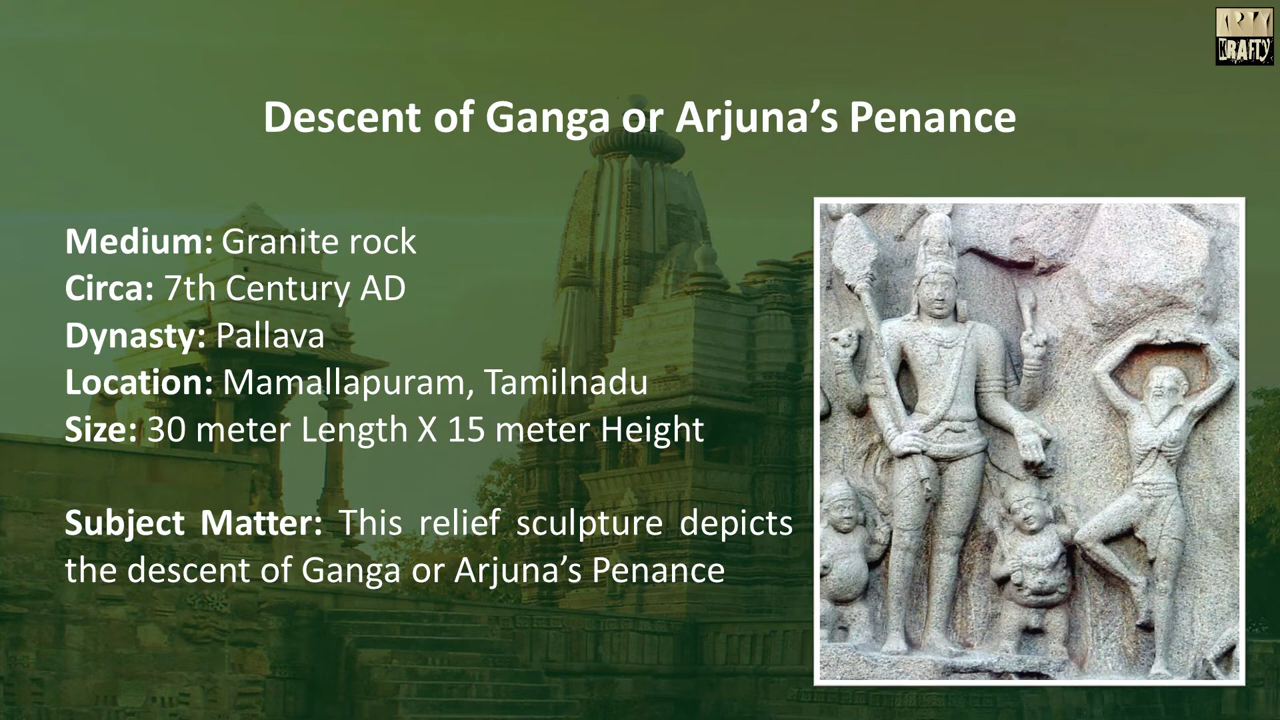 ARTY
KRAFTY
Descent of Ganga or Arjuna’s Penance
Medium: Granite rock
Circa: 7th Century AD
Dynasty: Pallava
Location: Mamallapuram, Tamilnadu
Size: 30 meter Length X 15 meter Height
Subject Matter: This relief sculpture depicts
the descent of Ganga or Arjuna’s Penance